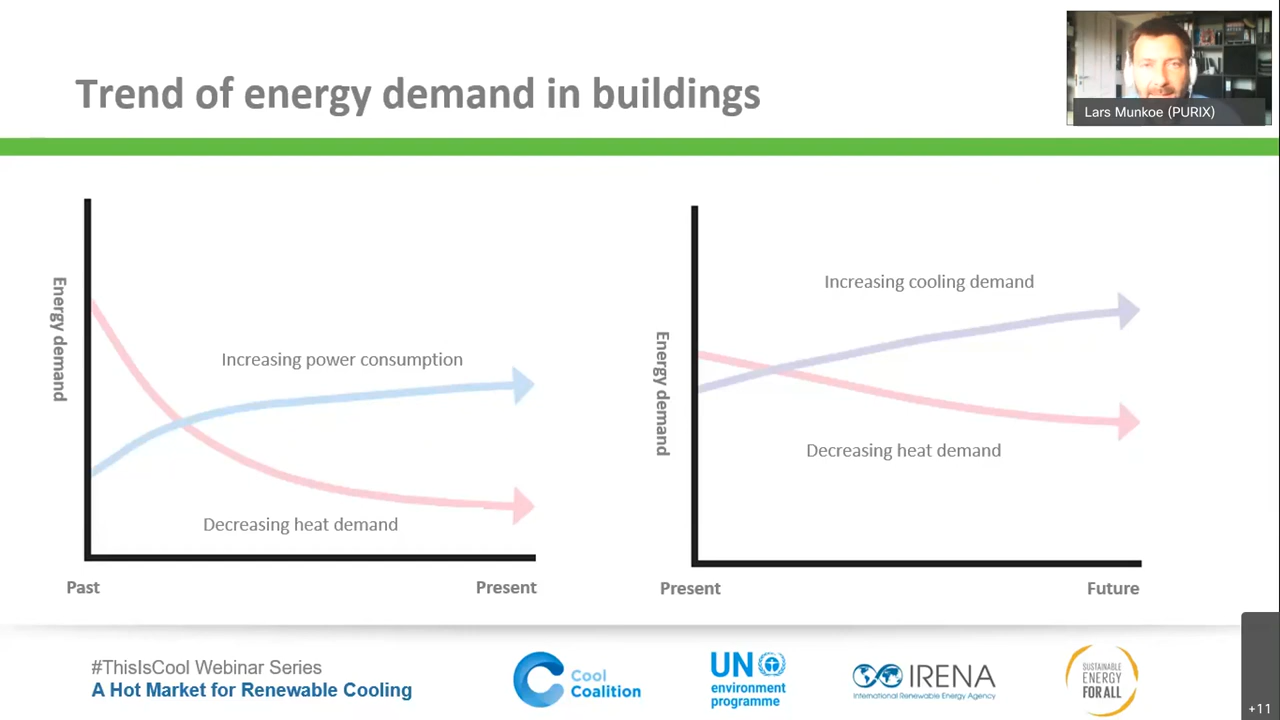 Trend of energy demand in buildings
Lars Munkoe (PURIX)
Energy demand
Increasing power consumption
Decreasing heat demand
Past
Present
Energy demand
Increasing cooling demand
Decreasing heat demand
Present
Future
#ThisIsCool Webinar Series
A Hot Market for Renewable Cooling
Cool
Coalition
UN
environment
programme
IRENA
International Renewable Energy Agency
SUSTAINABLE
ENERGY
FOR ALL
+11